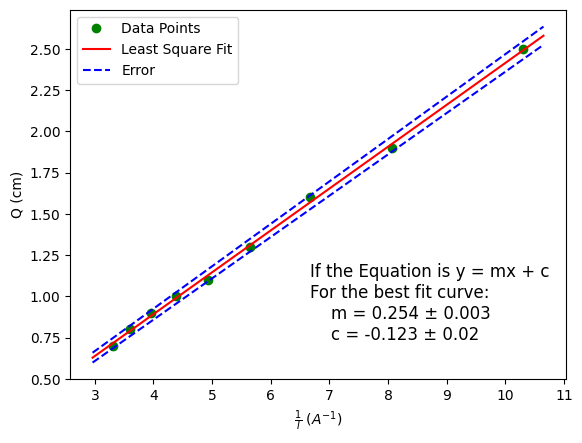 Data Points
Least Square Fit
Error
2.50
2.25
2.00
1.75
1.50
1.25
1.00
0.75
0.50
Q (cm)
If the Equation is y = mx + c
For the best fit curve:
m = 0.254 ± 0.003
c = -0.123 ± 0.02
3 4 5 6 7 8 9 10 11
1/I (A⁻¹)